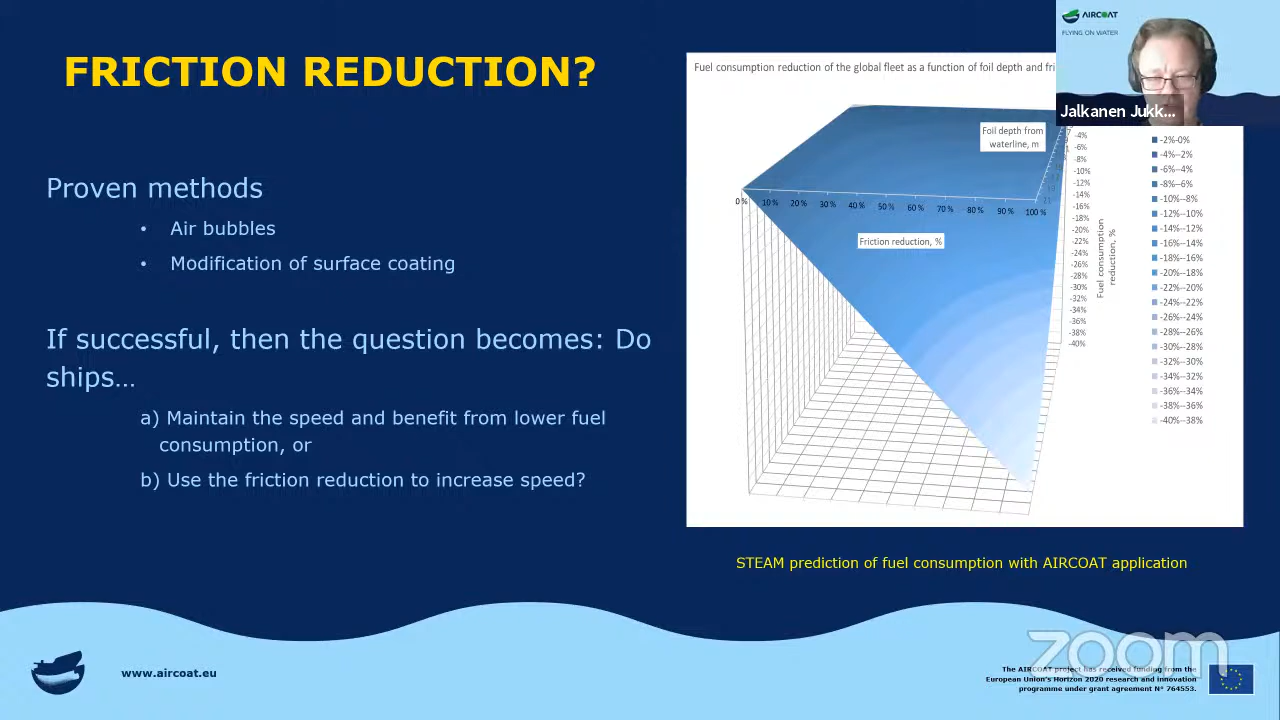 FRICTION REDUCTION?
Proven methods
• Air bubbles
• Modification of surface coating
If successful, then the question becomes: Do
ships…
a) Maintain the speed and benefit from lower fuel
consumption, or
b) Use the friction reduction to increase speed?
Fuel consumption reduction of the global fleet as a function of foil depth and fri
Foil depth from
waterline, m
0% 10% 20% 30% 40% 50% 60% 70% 80% 90% 100%
Friction reduction, %
-4%
-6%
-8%
-10%
-12%
-14%
-16%
-18%
-20%
-22%
-24%
-26%
-28%
-30%
-32%
-34%
-36%
-38%
-40%
Fuel consumption
reduction, %
-2%-0%
-4%--2%
-6%--4%
-8%--6%
-10%--8%
-12%--10%
-14%--12%
-16%--14%
-18%--16%
-20%--18%
-22%--20%
-24%--22%
-26%--24%
-28%--26%
-30%--28%
-32%--30%
-34%--32%
-36%--34%
-38%--36%
-40%--38%
AIRCOAT
FLYING ON WATER
Jalkanen Jukk...
STEAM prediction of fuel consumption with AIRCOAT application
www.aircoat.eu
zoom
The AIRCOAT project has received funding from the
European Union's Horizon 2020 research and innovation
programme under grant agreement N° 764553.